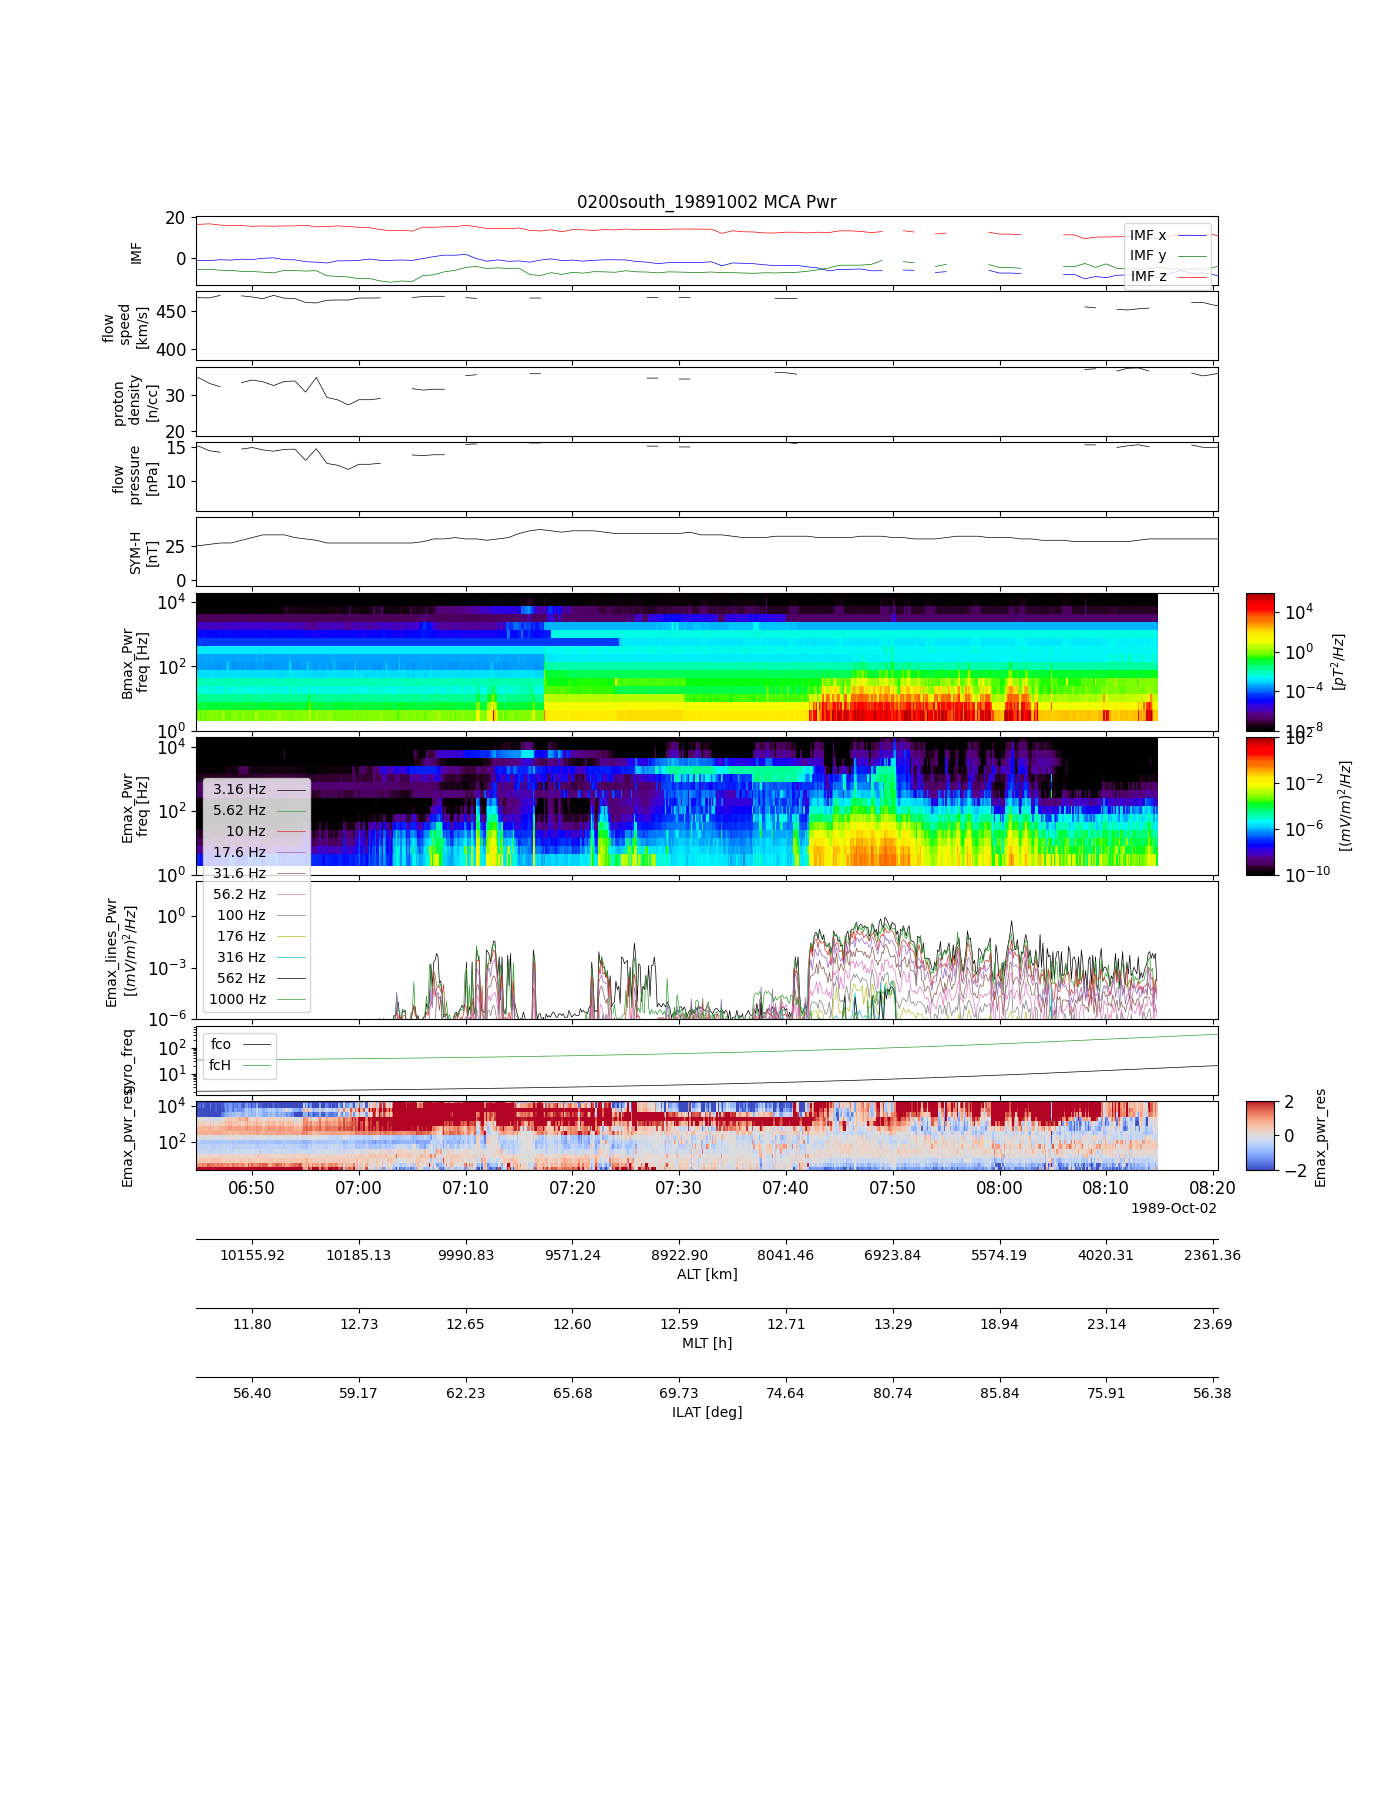 0200south_19891002 MCA Pwr
20
0
IMF
IMF x
IMF y
IMF z
450
400
flow
speed
[km/s]
30
20
proton
density
[n/cc]
15
10
flow
pressure
[nPa]
25
0
SYM-H
[nT]
10^4
10^2
10^0
Bmax_Pwr
freq [Hz]
10^4
10^0
10^-4
10^-8
[pT^2/Hz]
10^4
10^2
10^0
Emax_Pwr
freq [Hz]
10^2
10^-2
10^-6
10^-10
[(mV/m)^2/Hz]
3.16 Hz
5.62 Hz
10 Hz
17.6 Hz
31.6 Hz
56.2 Hz
100 Hz
176 Hz
316 Hz
562 Hz
1000 Hz
10^0
10^-3
10^-6
Emax_lines_Pwr
[(mV/m)^2/Hz]
10^2
10^1
gyro_freq
fco
fcH
10^4
10^2
Emax_pwr_res
2
0
−2
Emax_pwr_res
06:50 07:00 07:10 07:20 07:30 07:40 07:50 08:00 08:10 08:20
1989-Oct-02
10155.92 10185.13 9990.83 9571.24 8922.90 8041.46 6923.84 5574.19 4020.31 2361.36
ALT [km]
11.80 12.73 12.65 12.60 12.59 12.71 13.29 18.94 23.14 23.69
MLT [h]
56.40 59.17 62.23 65.68 69.73 74.64 80.74 85.84 75.91 56.38
ILAT [deg]